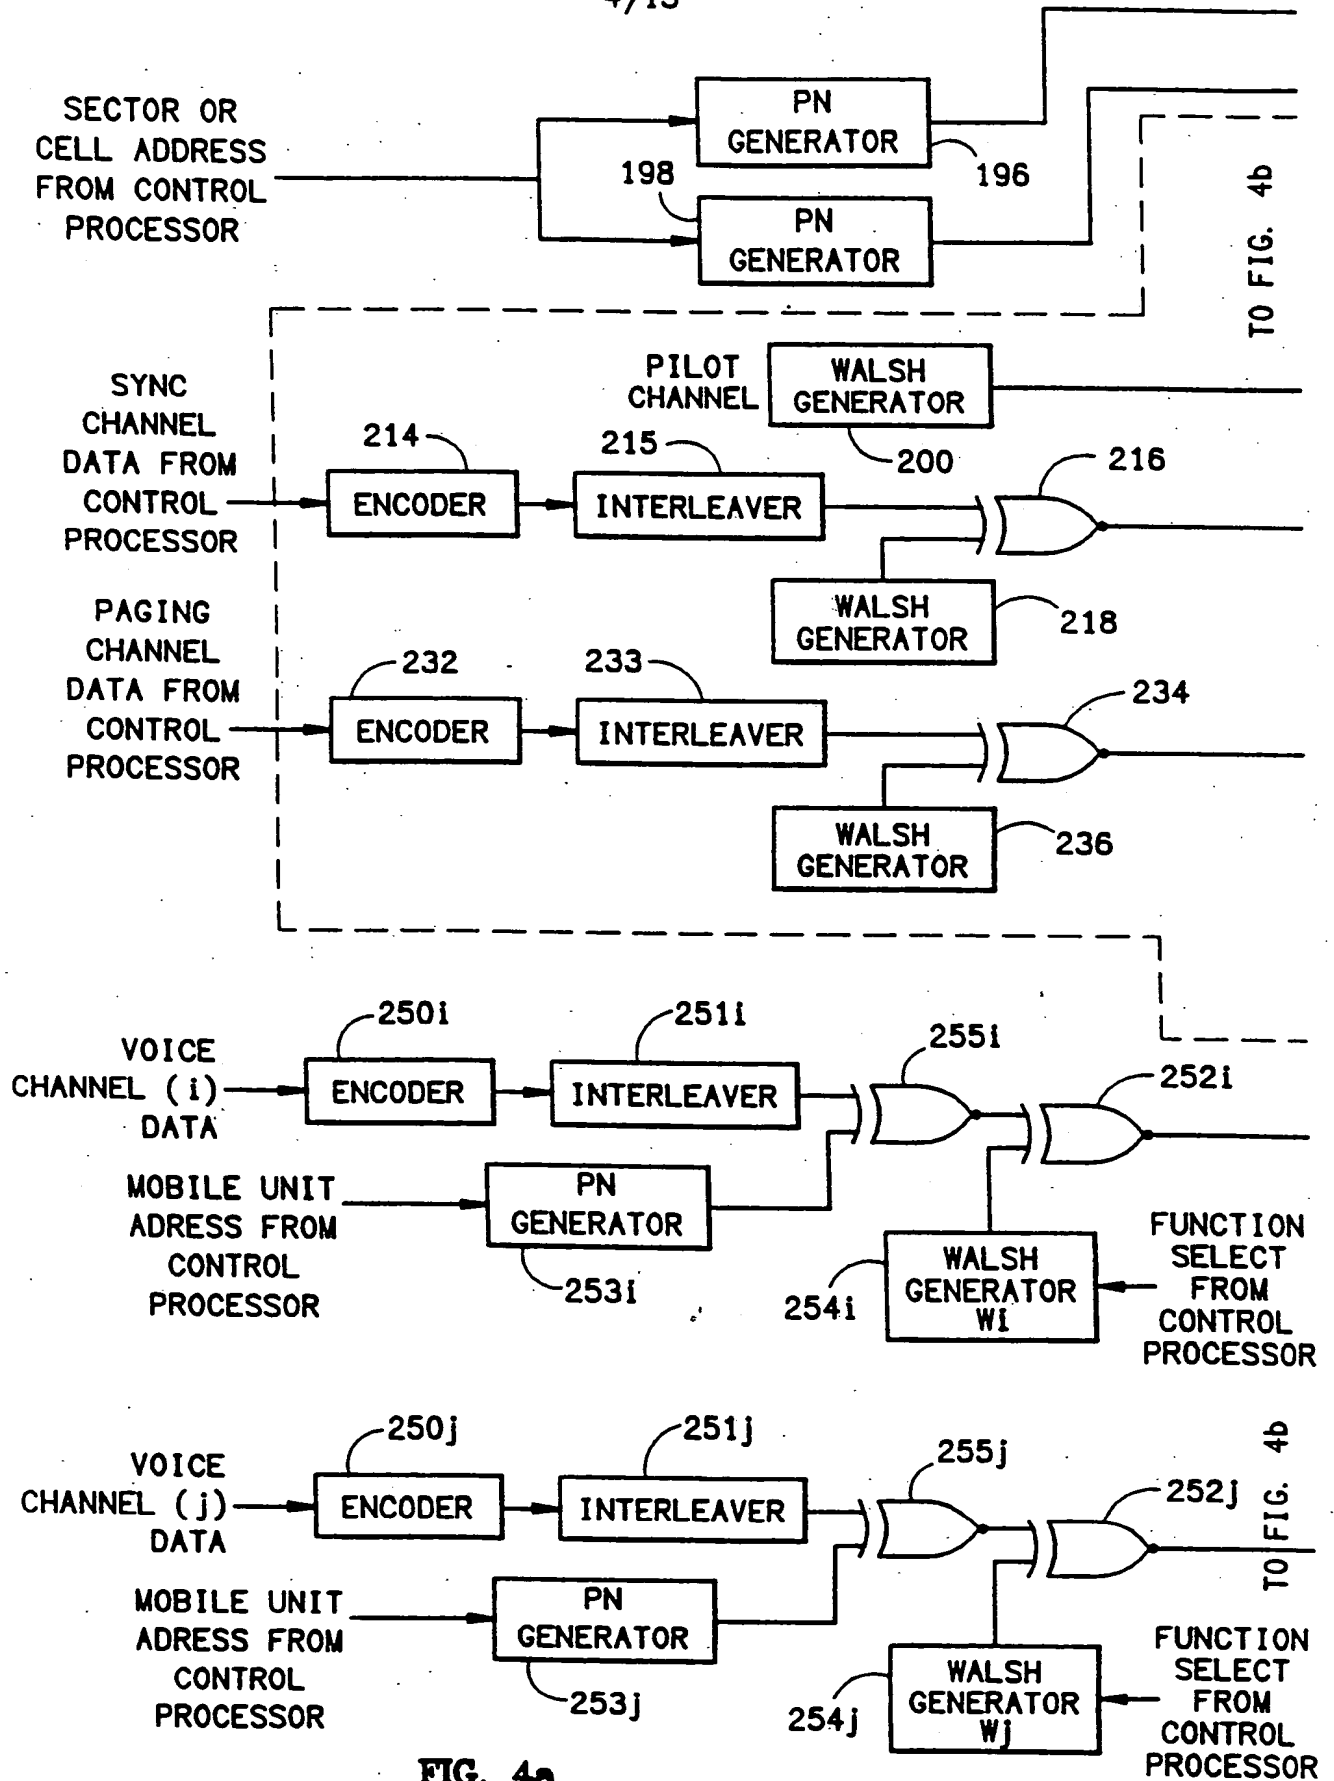 4/13
SECTOR OR
CELL ADDRESS
FROM CONTROL
PROCESSOR
PN
GENERATOR
196
198
PN
GENERATOR
TO FIG. 4b
PILOT
CHANNEL
WALSH
GENERATOR
200
SYNC
CHANNEL
DATA FROM
CONTROL
PROCESSOR
214
ENCODER
215
INTERLEAVER
216
WALSH
GENERATOR
218
PAGING
CHANNEL
DATA FROM
CONTROL
PROCESSOR
232
ENCODER
233
INTERLEAVER
234
WALSH
GENERATOR
236
VOICE
CHANNEL (i)
DATA
250i
ENCODER
251i
INTERLEAVER
255i
252i
MOBILE UNIT
ADRESS FROM
CONTROL
PROCESSOR
PN
GENERATOR
253i
254i
WALSH
GENERATOR
Wi
FUNCTION
SELECT
FROM
CONTROL
PROCESSOR
VOICE
CHANNEL (j)
DATA
250j
ENCODER
251j
INTERLEAVER
255j
252j
TO FIG. 4b
MOBILE UNIT
ADRESS FROM
CONTROL
PROCESSOR
PN
GENERATOR
253j
254j
WALSH
GENERATOR
Wj
FUNCTION
SELECT
FROM
CONTROL
PROCESSOR
FIG. 4a